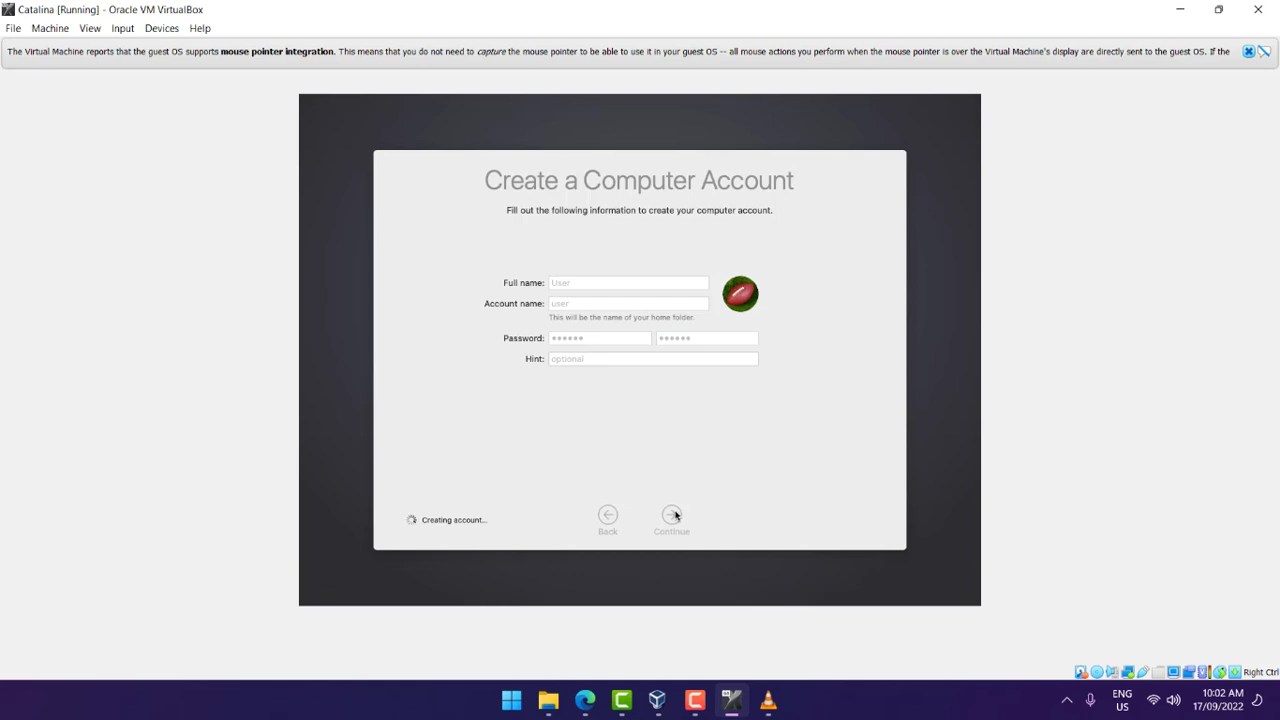 Catalina [Running] - Oracle VM VirtualBox
File Machine View Input Devices Help
The Virtual Machine reports that the guest OS supports mouse pointer integration. This means that you do not need to capture the mouse pointer to be able to use it in your guest OS -- all mouse actions you perform when the mouse pointer is over the Virtual Machine's display are directly sent to the guest OS. If the
Create a Computer Account
Fill out the following information to create your computer account.
Full name: User
Account name: user
This will be the name of your home folder.
Password: •••••• ••••••
Hint: optional
Creating account...
Back
Continue
Right Ctrl
ENG
US
10:02 AM
17/09/2022